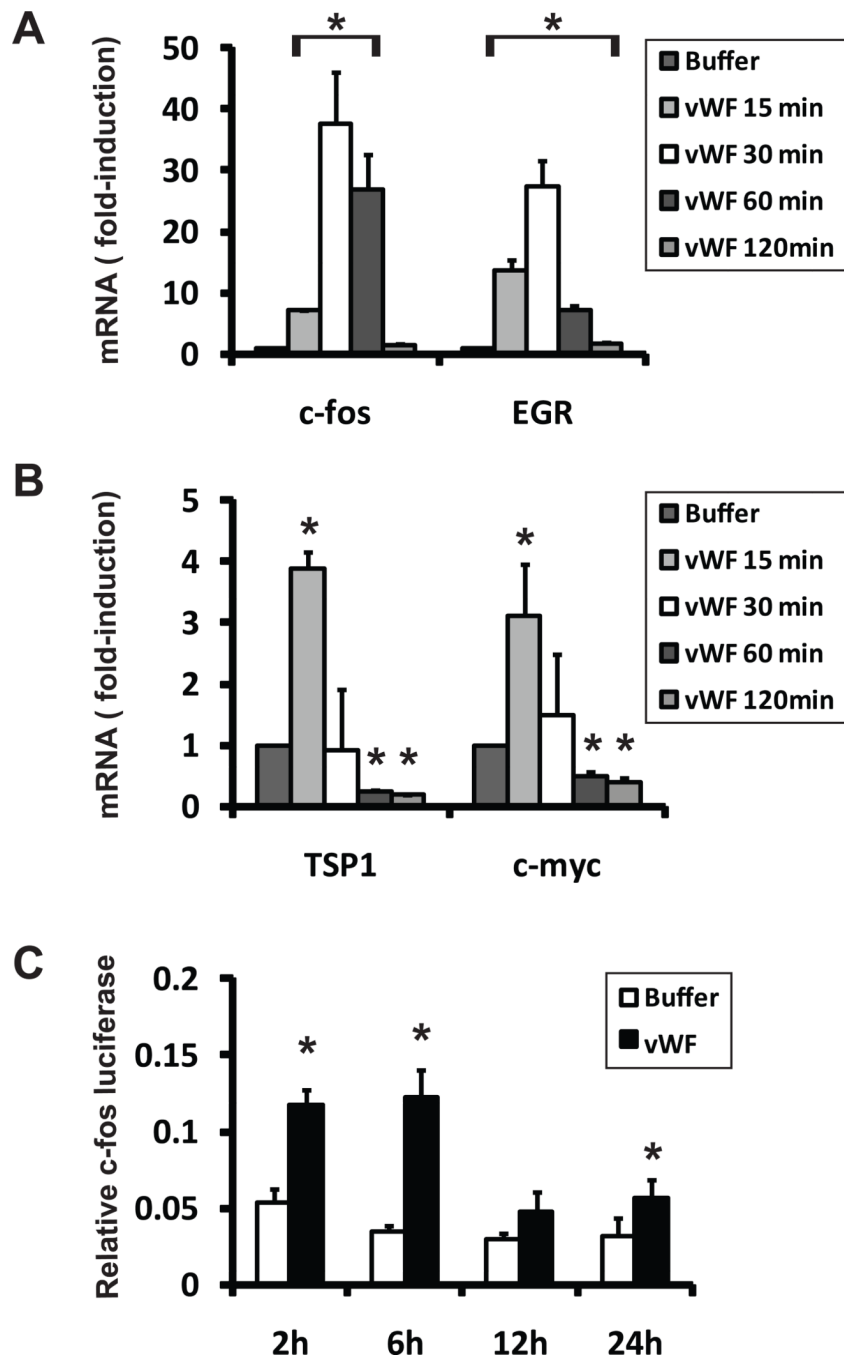 A
*
*
50
40
30
20
10
0
mRNA ( fold-induction)
c-fos
EGR
Buffer
vWF 15 min
vWF 30 min
vWF 60 min
vWF 120min
B
5
4
3
2
1
0
mRNA ( fold-induction)
*
* *
*
* *
TSP1
c-myc
Buffer
vWF 15 min
vWF 30 min
vWF 60 min
vWF 120min
C
0.2
0.15
0.1
0.05
0
Relative c-fos luciferase
*
*
*
2h
6h
12h
24h
Buffer
vWF